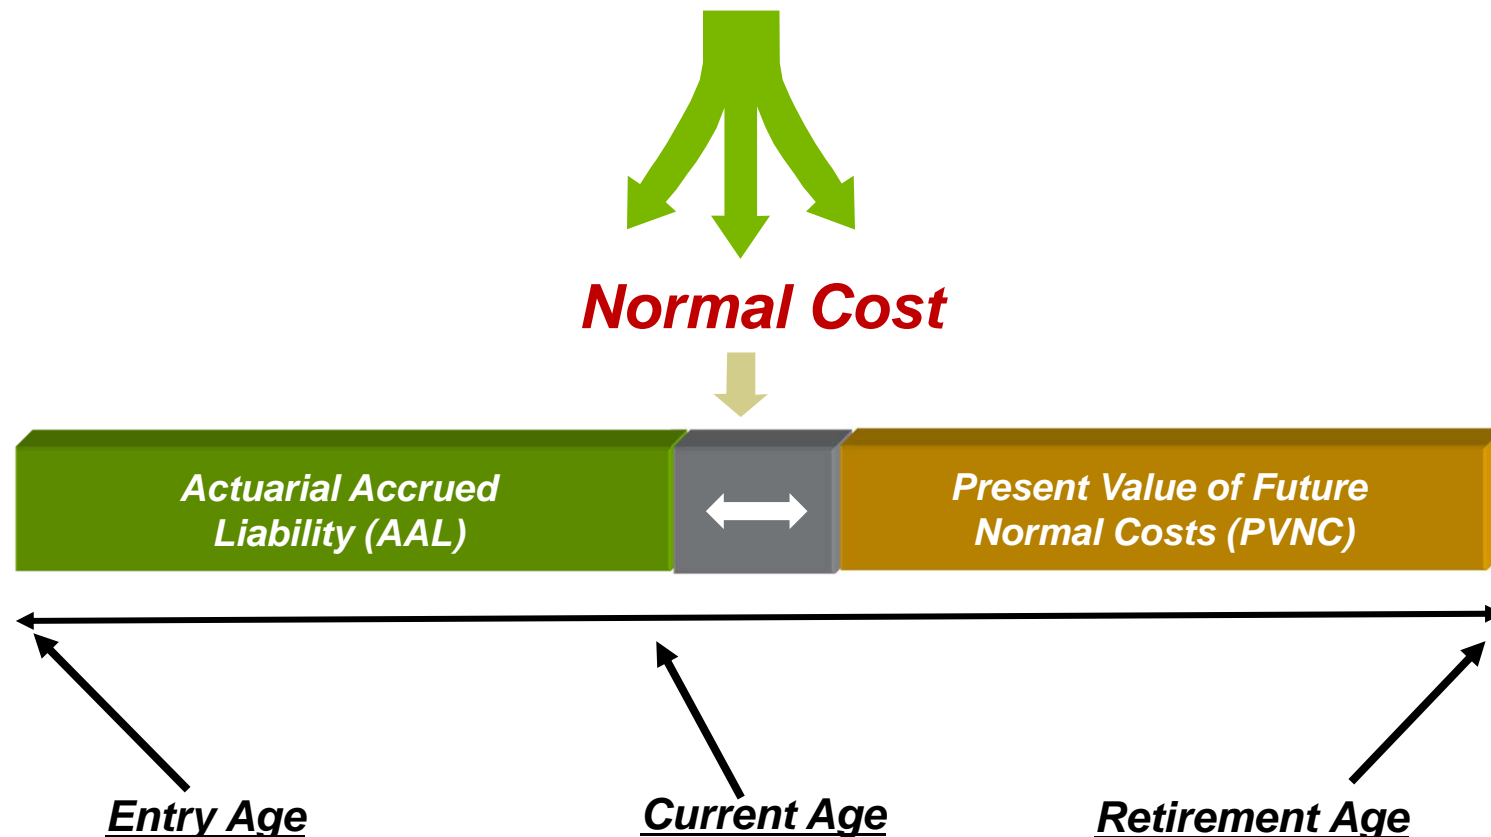 Normal Cost
Actuarial Accrued
Liability (AAL)
Present Value of Future
Normal Costs (PVNC)
Entry Age
Current Age
Retirement Age